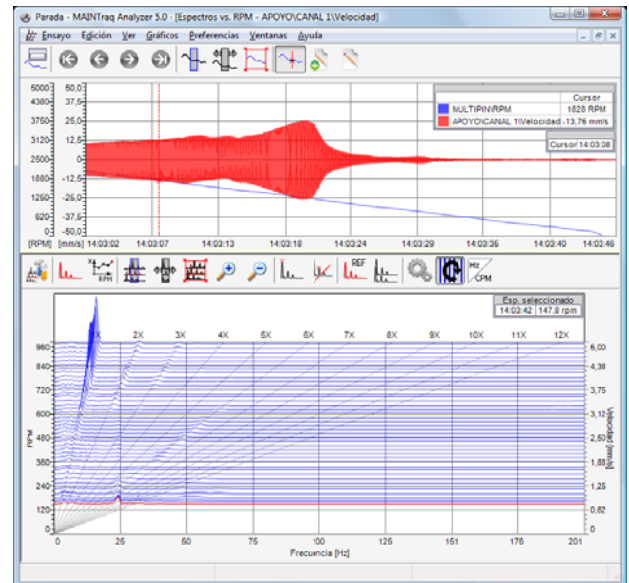 Parada - MAINTraq Analyzer 5.0 - [Espectros vs. RPM - APOYO\CANAL 1\Velocidad]
Ensayo Edición Ver Gráficos Preferencias Ventanas Ayuda
5000 50,0
4380 37,5
3750 25,0
3120 12,5
2500 0
1880 -12,5
1250 -25,0
620 -37,5
0 -50,0
[RPM] [mm/s] 14:03:02 14:03:07 14:03:13 14:03:18 14:03:24 14:03:29 14:03:35 14:03:40 14:03:46
Cursor
MULTIPIN\RPM 1828 RPM
APOYO\CANAL 1\Velocidad -13,76 mm/s
Cursor 14:03:08
X RPM
REF
Hz CPM
Esp. seleccionado
14:03:42 147,8 rpm
1X 2X 3X 4X 5X 6X 7X 8X 9X 10X 11X 12X
960
840
720
600
480
360
240
120
0
RPM
5,00
4,38
3,75
3,12
2,50
1,88
1,25
0,62
0
Velocidad [mm/s]
0 25 50 75 100 125 151 176 201
Frecuencia [Hz]